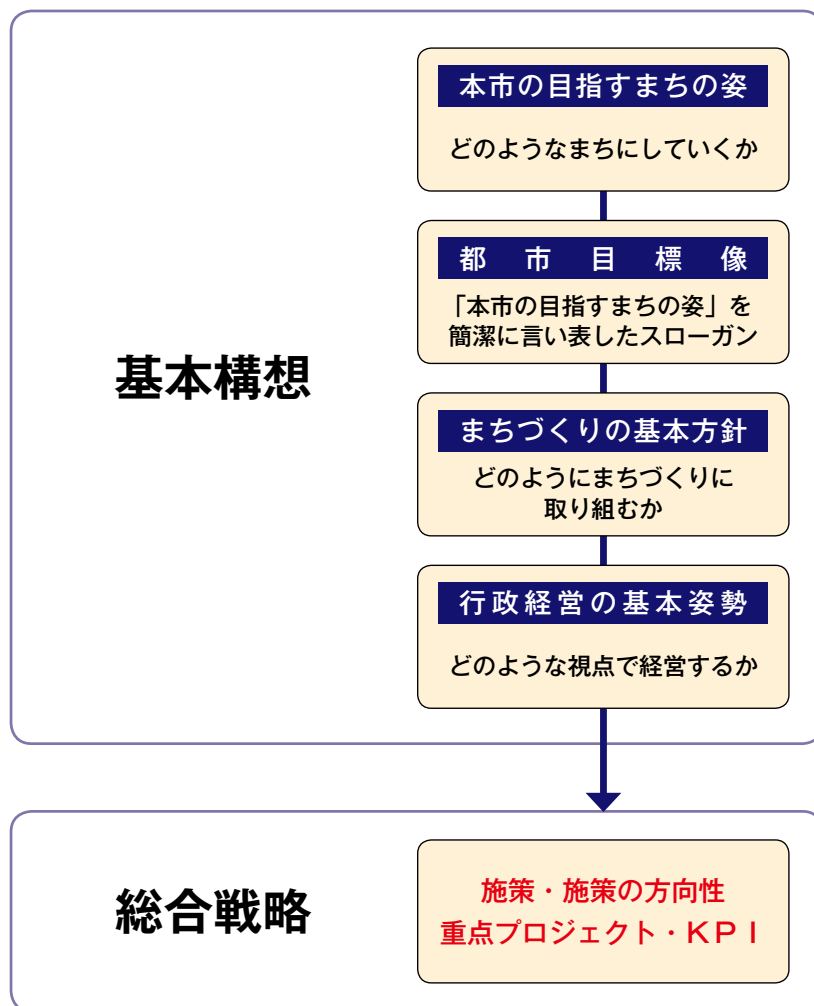 本市の目指すまちの姿
どのようなまちにしていくか
都市目標像
「本市の目指すまちの姿」を
簡潔に言い表したスローガン
基本構想
まちづくりの基本方針
どのようにまちづくりに
取り組むか
行政経営の基本姿勢
どのような視点で経営するか
総合戦略
施策・施策の方向性
重点プロジェクト・ＫＰＩ